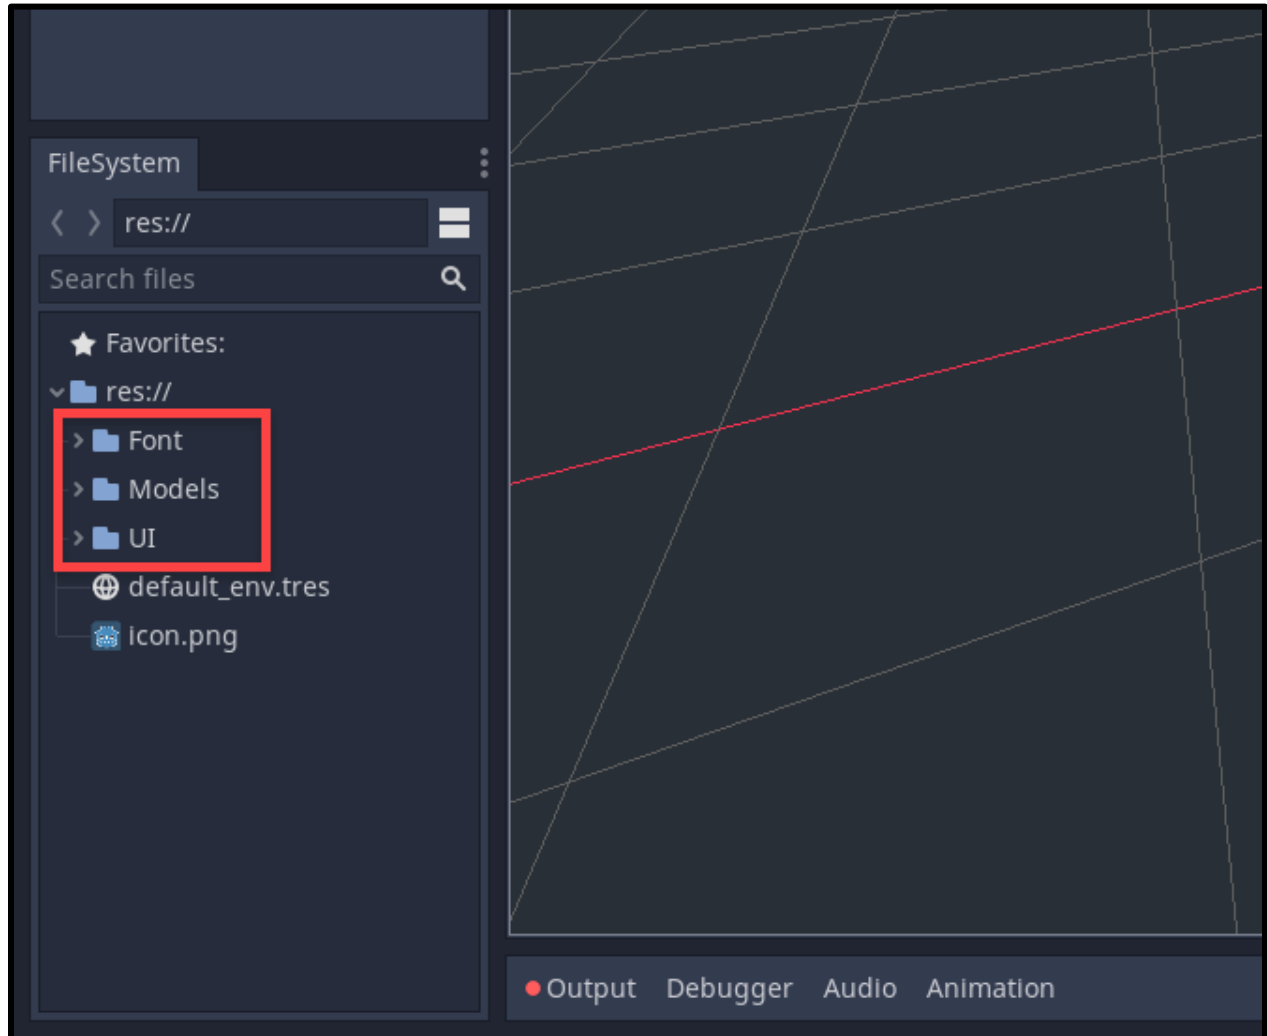 FileSystem
res://
Search files
Favorites:
res://
Font
Models
UI
default_env.tres
icon.png
Output Debugger Audio Animation